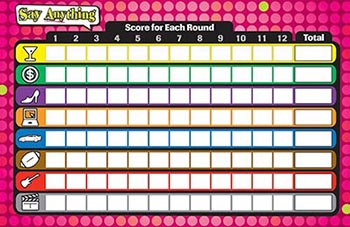 Say Anything
Score for Each Round
1 2 3 4 5 6 7 8 9 10 11 12 Total
$